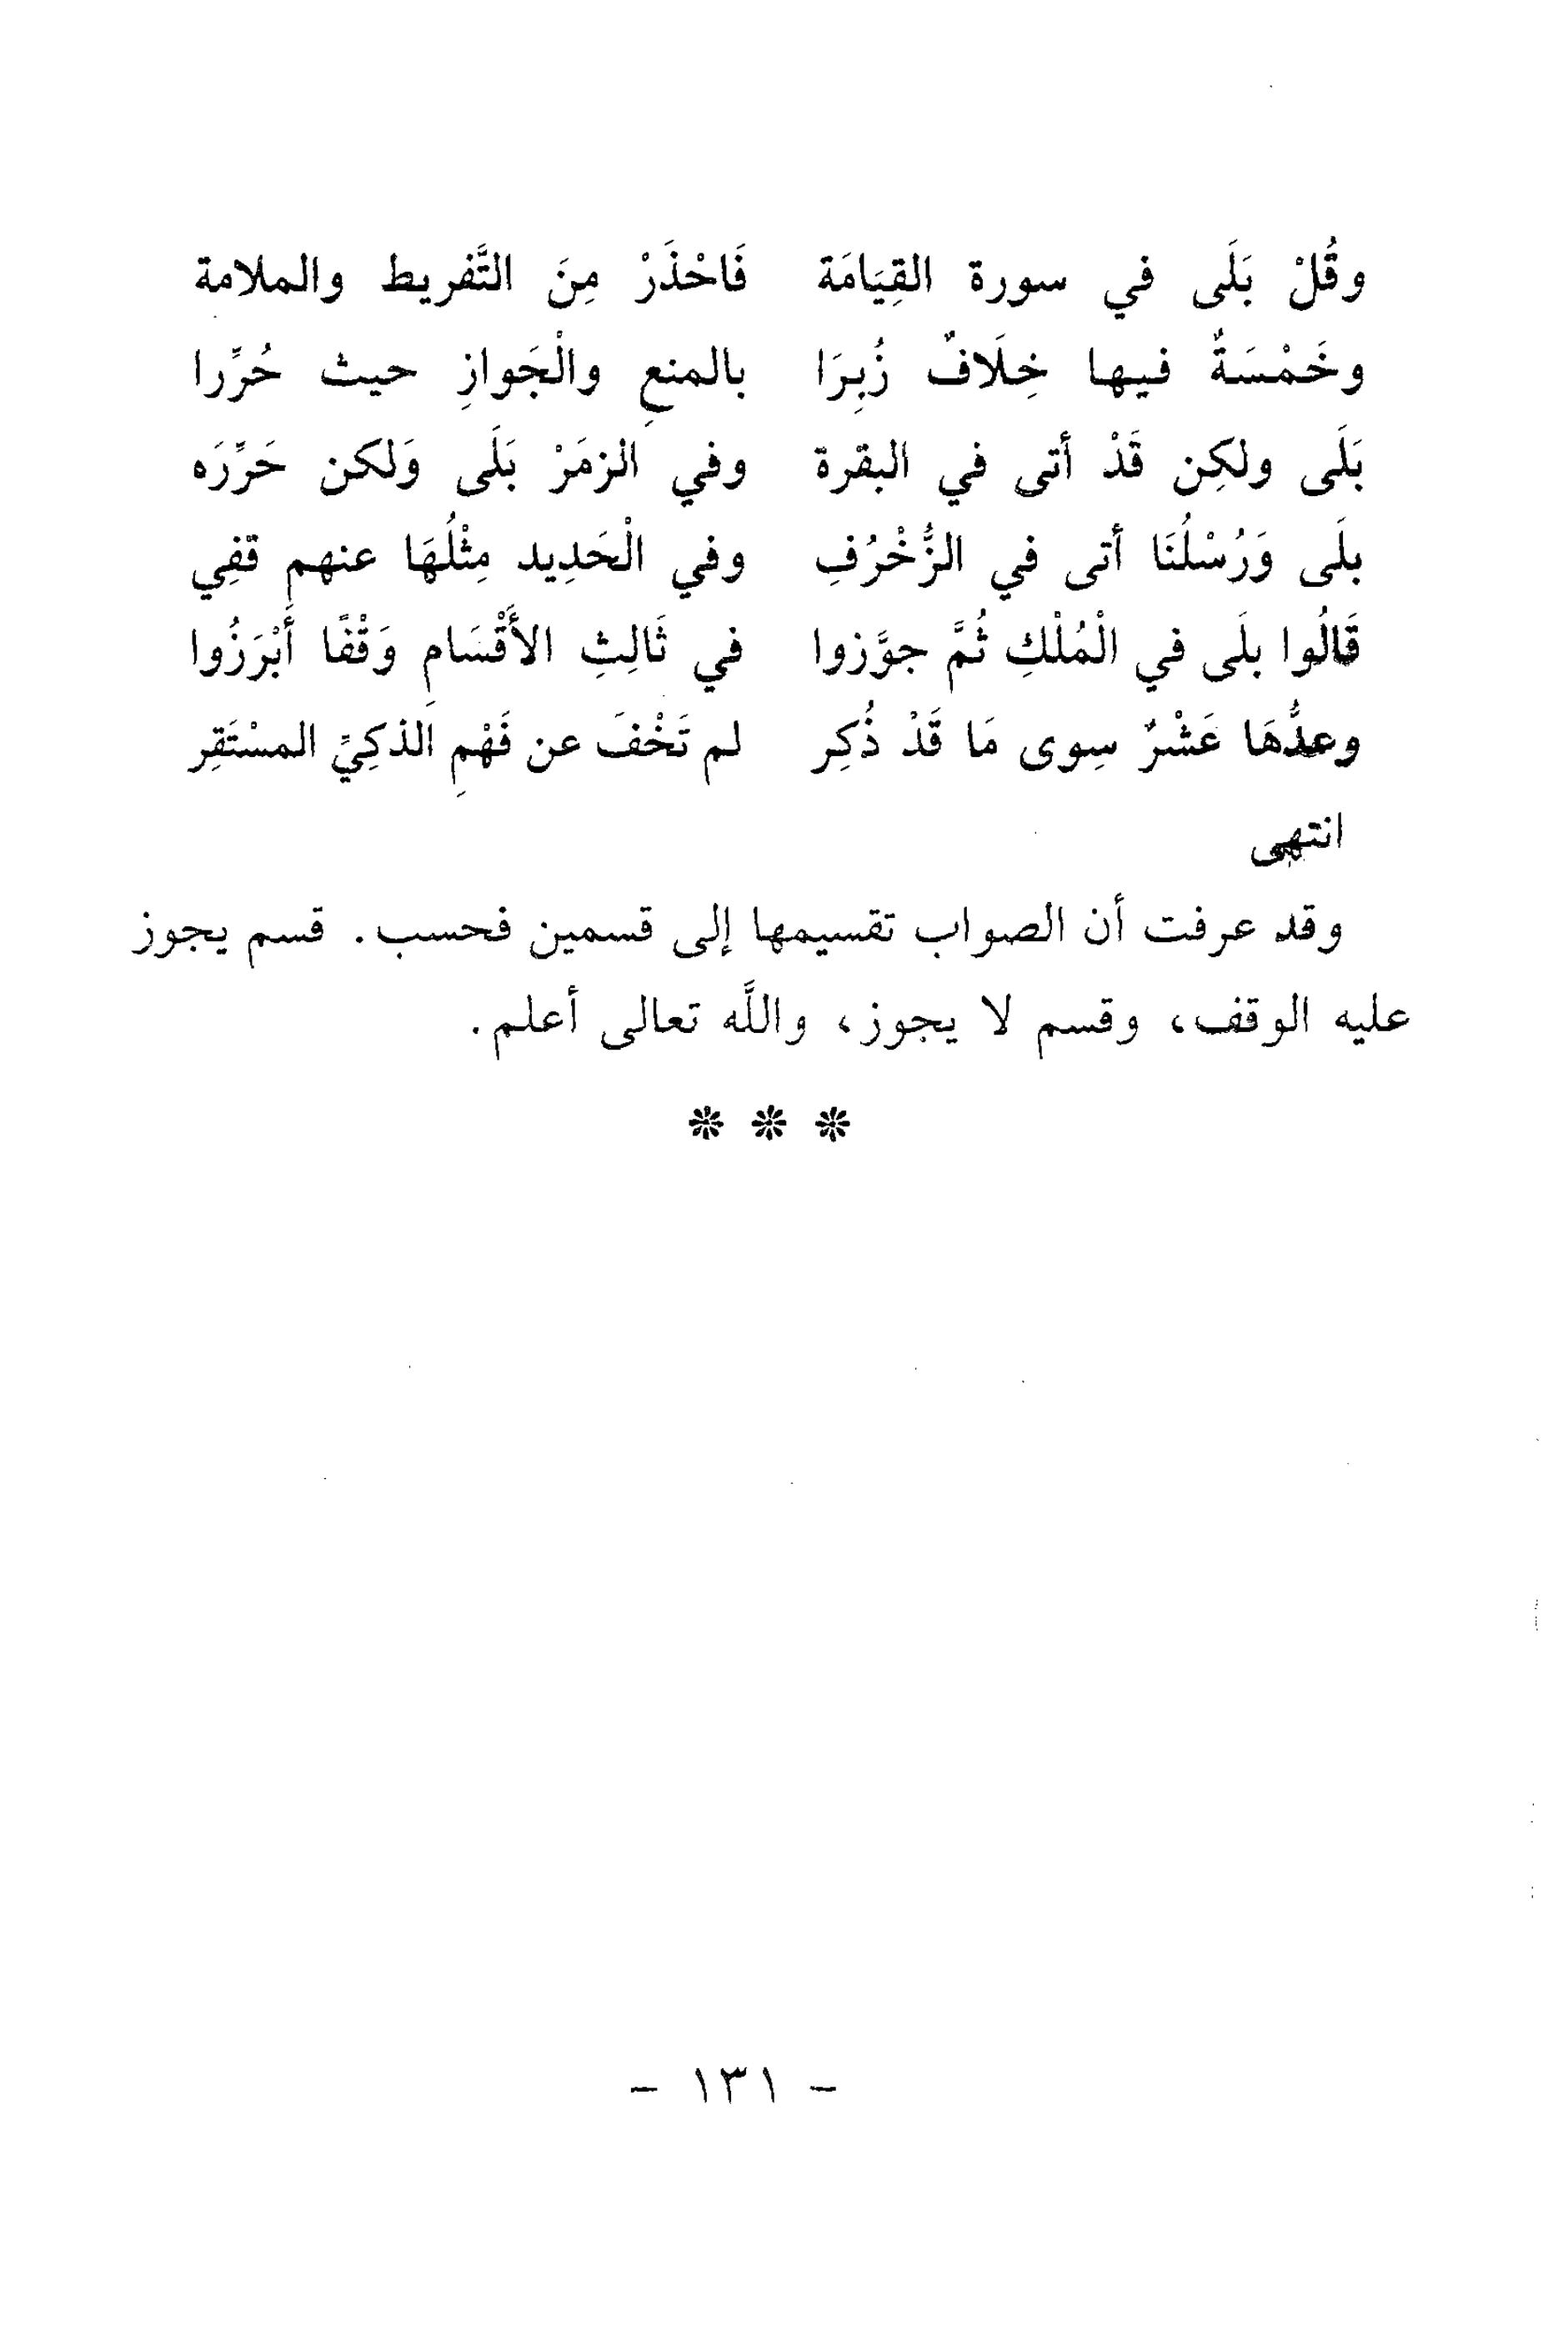 وقُلْ بَلَى في سورة القِيَامَة فَاحْذَرْ مِنَ التَّفريط والملامة
وخَمْسَةٌ فيها خِلَافٌ زُبِرَا بالمنعِ والْجَوازِ حيث حُرِّرا
بَلَى ولكِن قَدْ أتى في البقرة وفي الزمَرْ بَلَى وَلكن حَرِّرَه
بلَى وَرُسْلُنَا أتى في الزُّخْرُفِ وفي الْحَدِيد مِثْلُهَا عنهم قفِي
قَالُوا بلَى في الْمُلْكِ ثُمَّ جوَّزوا في ثَالِثِ الأَقْسَامِ وَقْفًا أَبْرَزُوا
وعدُّهَا عَشْرٌ سِوى مَا قَدْ ذُكِر لم تَخْفَ عن فَهْمِ الذكِيِّ المسْتَقِر
انتهى
وقد عرفت أن الصواب تقسيمها إلى قسمين فحسب. قسم يجوز
عليه الوقف، وقسم لا يجوز، واللَّه تعالى أعلم.
* * *
- ١٣١ -